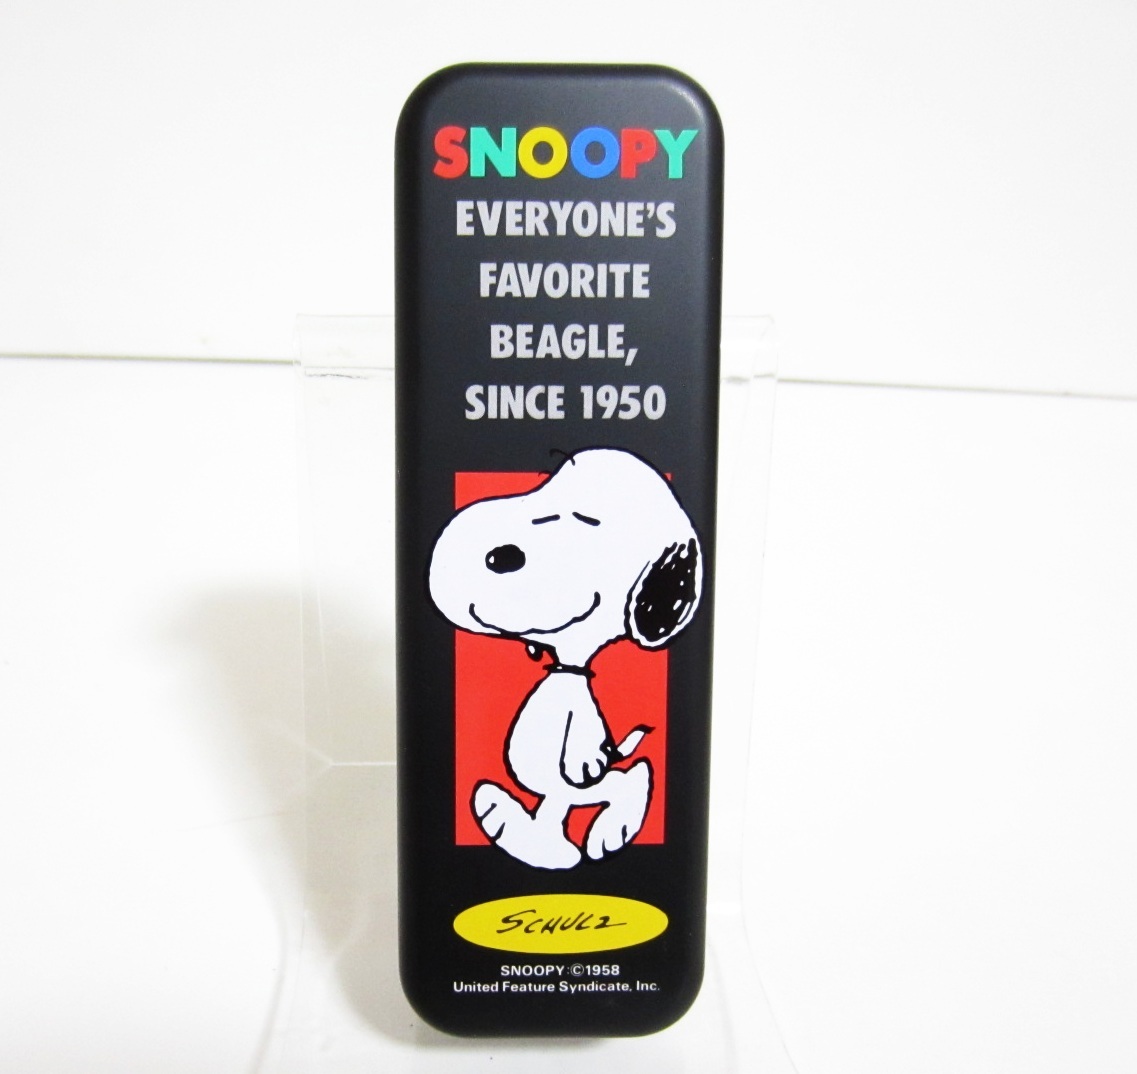 SNOOPY
EVERYONE'S
FAVORITE
BEAGLE,
SINCE 1950
SCHULZ
SNOOPY:©1958
United Feature Syndicate, Inc.